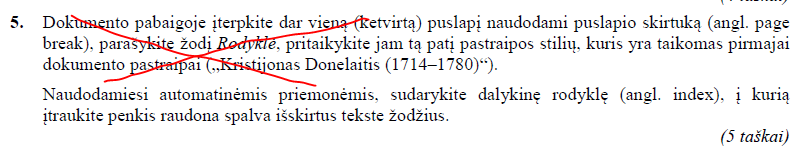 5. Dokumento pabaigoje įterpkite dar vieną (ketvirtą) puslapį naudodami puslapio skirtuką (angl. page
break), parašykite žodį Rodyklė, pritaikykite jam tą patį pastraipos stilių, kuris yra taikomas pirmajai
dokumento pastraipai („Kristijonas Donelaitis (1714–1780)“).
Naudodamiesi automatinėmis priemonėmis, sudarykite dalykinę rodyklę (angl. index), į kurią
įtraukite penkis raudona spalva išskirtus tekste žodžius.
(5 taškai)